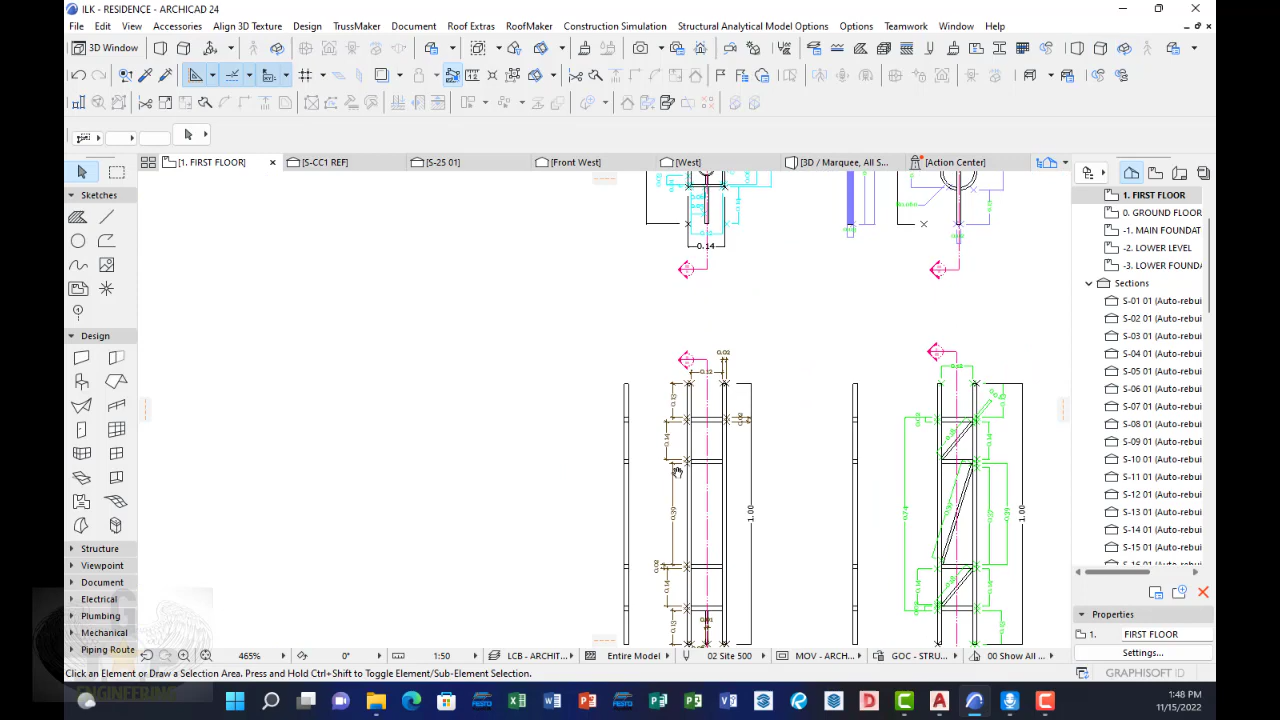 ILK - RESIDENCE - ARCHICAD 24
File Edit View Accessories Align 3D Texture Design TrussMaker Document Roof Extras RoofMaker Construction Simulation Structural Analytical Model Options Options Teamwork Window Help
3D Window
[1. FIRST FLOOR] [S-CC1 REF] [S-25 01] [Front West] [West] [3D / Marquee, All S... [Action Center]
Sketches
Design
Structure
Viewpoint
Document
Electrical
Plumbing
Mechanical
Piping Route
1. FIRST FLOOR
0. GROUND FLOOR
-1. MAIN FOUNDAT
-2. LOWER LEVEL
-3. LOWER FOUNDA
Sections
S-01 01 (Auto-rebui
S-02 01 (Auto-rebui
S-03 01 (Auto-rebui
S-04 01 (Auto-rebui
S-05 01 (Auto-rebui
S-06 01 (Auto-rebui
S-07 01 (Auto-rebui
S-08 01 (Auto-rebui
S-09 01 (Auto-rebui
S-10 01 (Auto-rebui
S-11 01 (Auto-rebui
S-12 01 (Auto-rebui
S-13 01 (Auto-rebui
S-14 01 (Auto-rebui
S-15 01 (Auto-rebui
Properties
1. FIRST FLOOR
Settings...
GRAPHISOFT ID
0.14
0.02
0.12
0.39
1.00
0.12
1.00
465% 0° 1:50 LCB - ARCHIT... Entire Model 02 Site 500 MOV - ARCH... GOC - STRU... 00 Show All ...
Click an Element or Draw a Selection Area. Press and Hold Ctrl+Shift to Toggle Element/Sub-Element Selection.
ENGINEERING
1:48 PM
11/15/2022